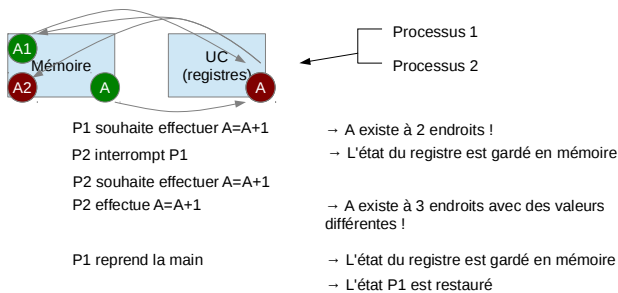 A1
Mémoire
A2
A
UC
(registres)
A
Processus 1
Processus 2
P1 souhaite effectuer A=A+1
→ A existe à 2 endroits !
P2 interrompt P1
→ L'état du registre est gardé en mémoire
P2 souhaite effectuer A=A+1
P2 effectue A=A+1
→ A existe à 3 endroits avec des valeurs
différentes !
P1 reprend la main
→ L'état du registre est gardé en mémoire
→ L'état P1 est restauré